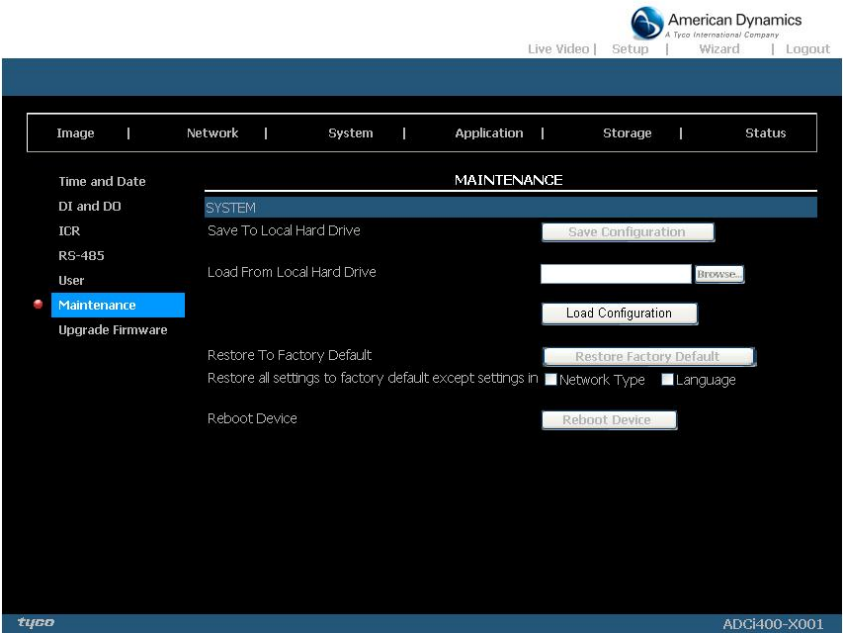 American Dynamics
A Tyco International Company
Live Video | Setup | Wizard | Logout
Image | Network | System | Application | Storage | Status
Time and Date
DI and DO
ICR
RS-485
User
Maintenance
Upgrade Firmware
MAINTENANCE
SYSTEM
Save To Local Hard Drive Save Configuration
Load From Local Hard Drive Browse...
Load Configuration
Restore To Factory Default Restore Factory Default
Restore all settings to factory default except settings in Network Type Language
Reboot Device Reboot Device
tyco ADCi400-X001